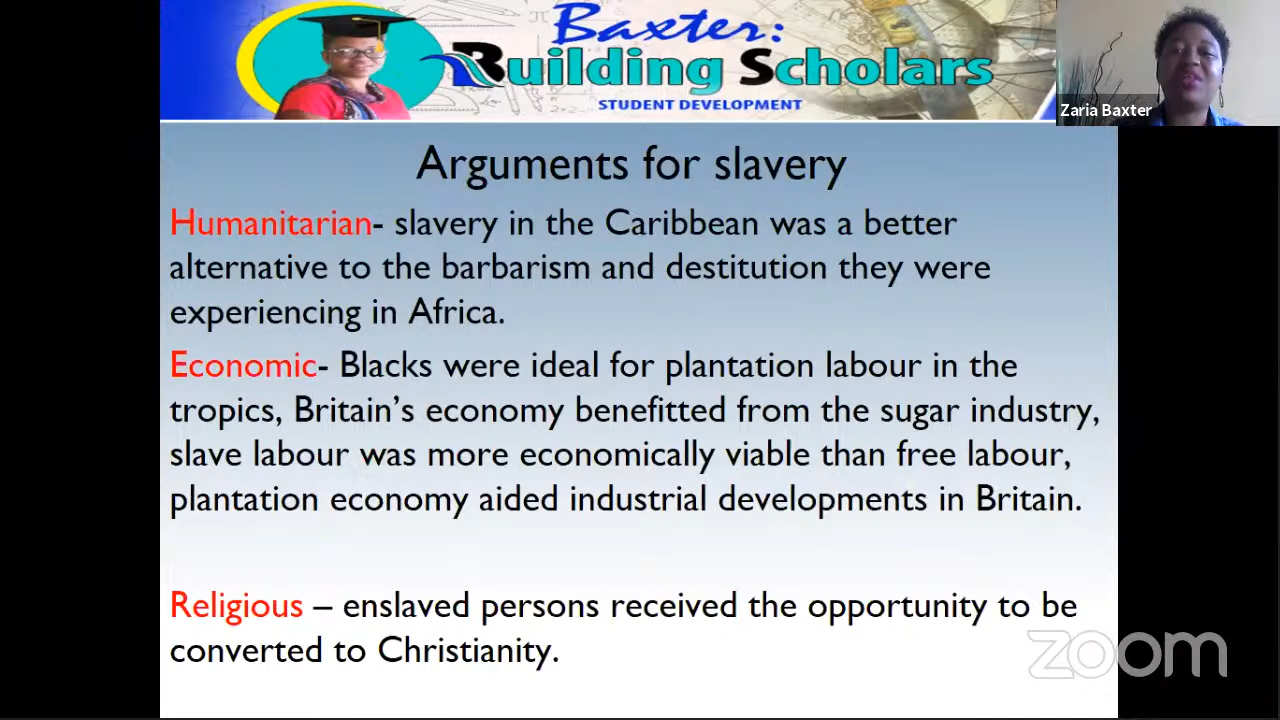 Baxter:
Building Scholars
STUDENT DEVELOPMENT
Zaria Baxter
Arguments for slavery
Humanitarian- slavery in the Caribbean was a better
alternative to the barbarism and destitution they were
experiencing in Africa.
Economic- Blacks were ideal for plantation labour in the
tropics, Britain's economy benefitted from the sugar industry,
slave labour was more economically viable than free labour,
plantation economy aided industrial developments in Britain.
Religious – enslaved persons received the opportunity to be
converted to Christianity.
zoom